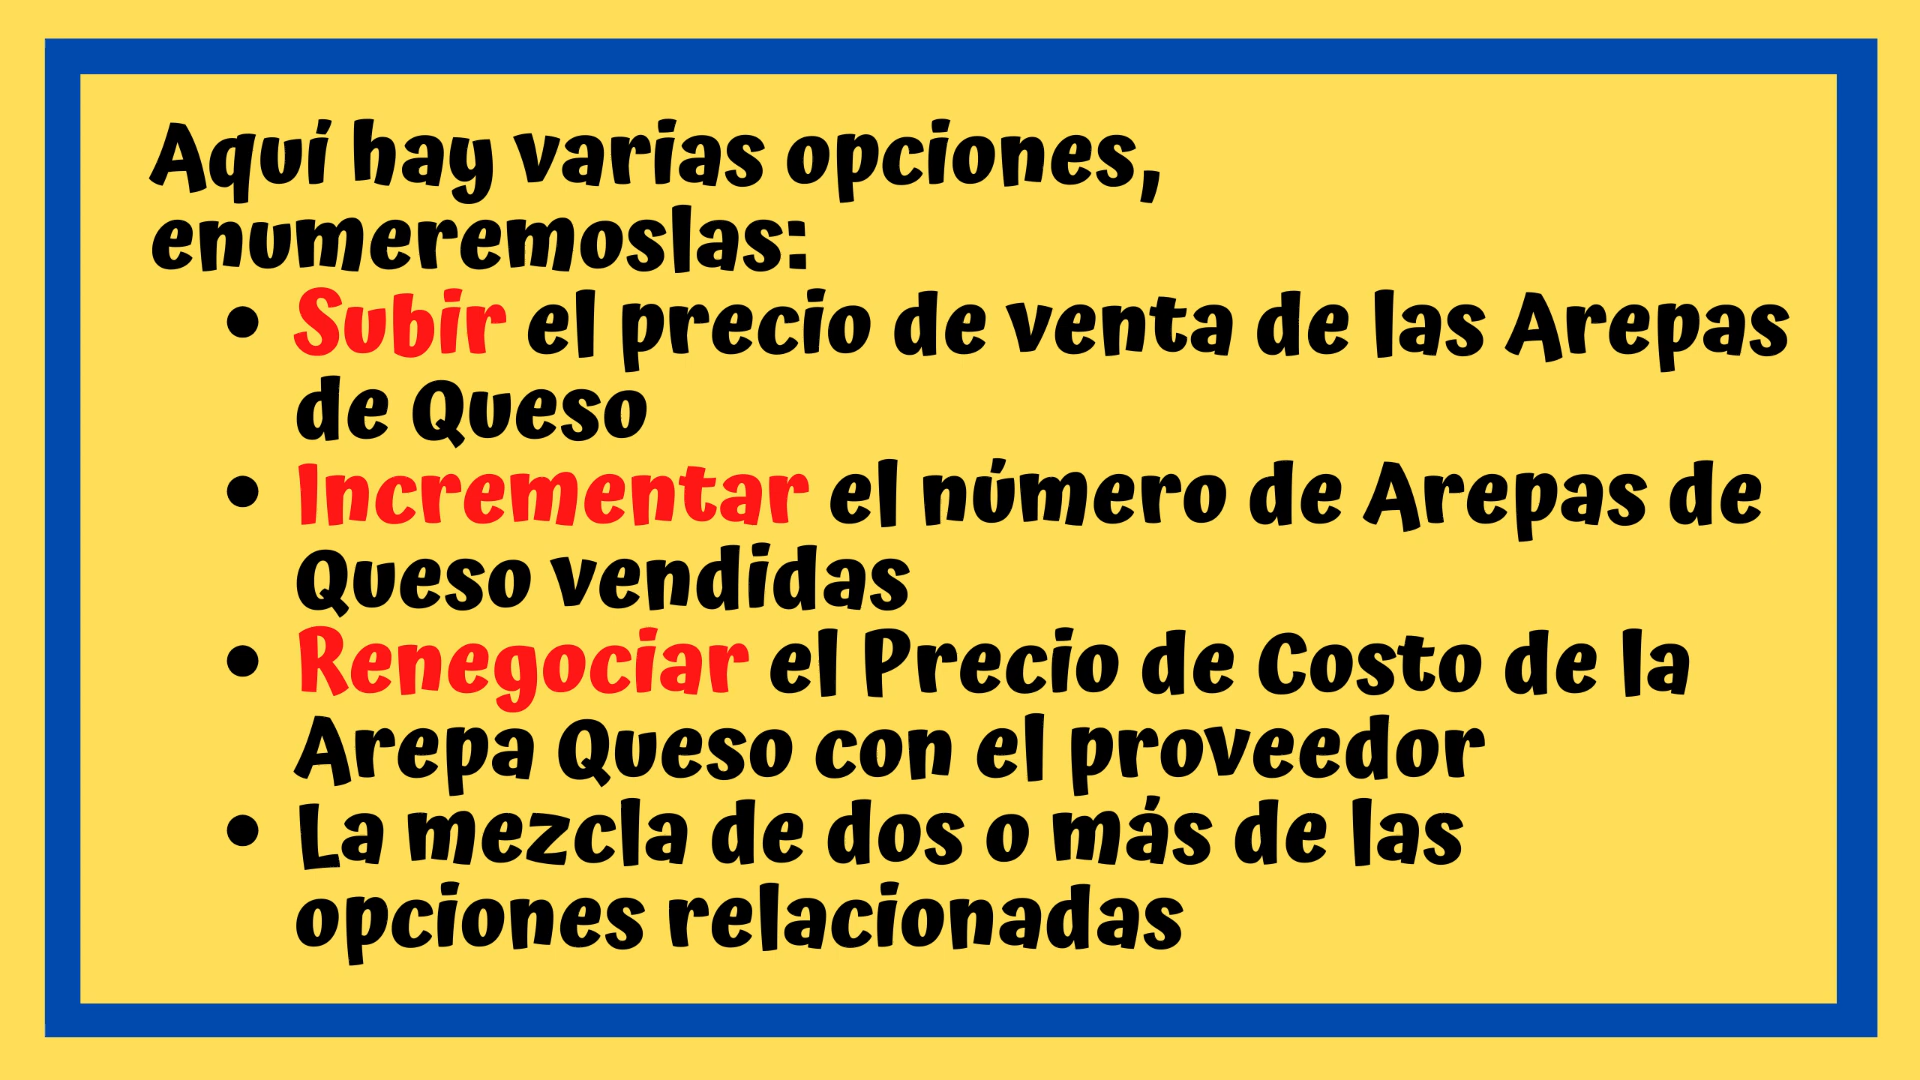 Aquí hay varias opciones,
enumeremoslas:
• Subir el precio de venta de las Arepas
de Queso
• Incrementar el número de Arepas de
Queso vendidas
• Renegociar el Precio de Costo de la
Arepa Queso con el proveedor
• La mezcla de dos o más de las
opciones relacionadas